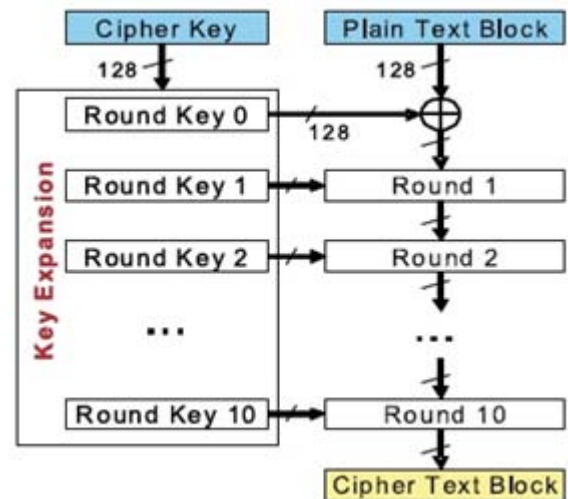 Cipher Key
Plain Text Block
128
128
Round Key 0
128
Round Key 1
Round 1
Round Key 2
Round 2
Key Expansion
...
...
Round Key 10
Round 10
Cipher Text Block